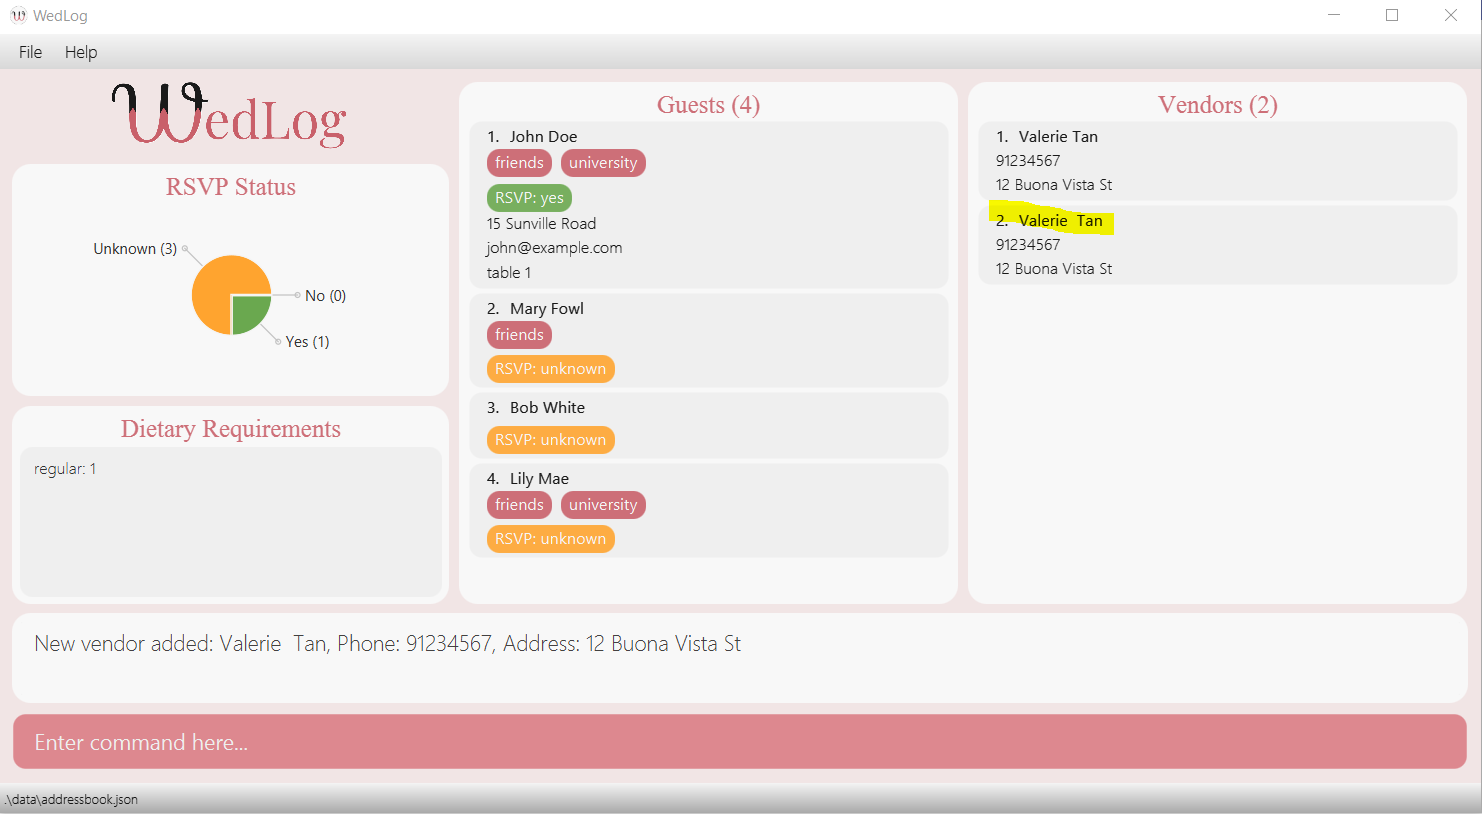 WedLog
File Help
WedLog
RSVP Status
Unknown (3)
No (0)
Yes (1)
Dietary Requirements
regular: 1
Guests (4)
1. John Doe
friends university
RSVP: yes
15 Sunville Road
john@example.com
table 1
2. Mary Fowl
friends
RSVP: unknown
3. Bob White
RSVP: unknown
4. Lily Mae
friends university
RSVP: unknown
Vendors (2)
1. Valerie Tan
91234567
12 Buona Vista St
2. Valerie  Tan
91234567
12 Buona Vista St
New vendor added: Valerie  Tan, Phone: 91234567, Address: 12 Buona Vista St
Enter command here...
.\data\addressbook.json